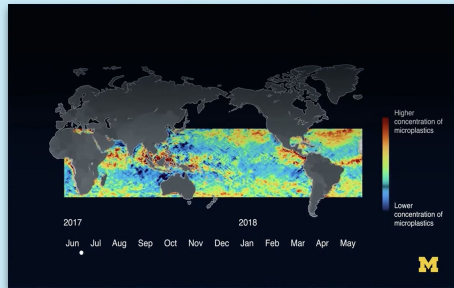 Higher
concentration of
microplastics
Lower
concentration of
microplastics
2017 2018
Jun Jul Aug Sep Oct Nov Dec Jan Feb Mar Apr May
M